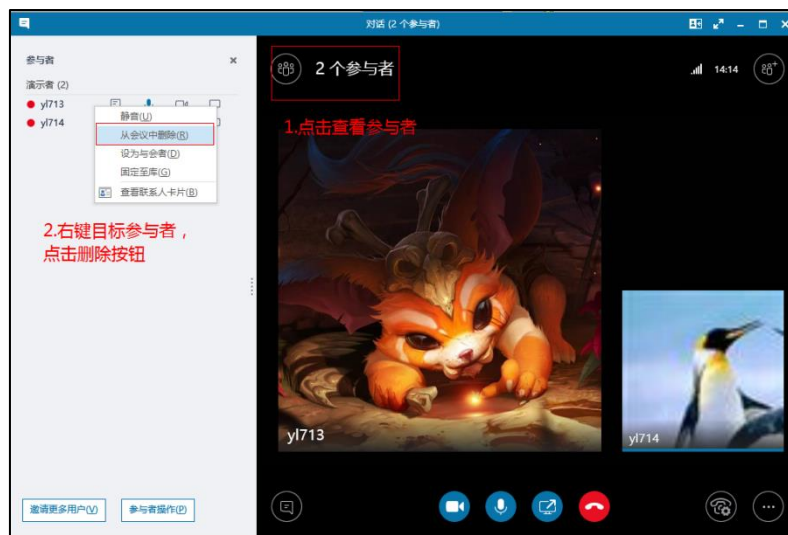 对话 (2 个参与者)
参与者
演示者 (2)
yl713
yl714
静音(U)
从会议中删除(R)
设为与会者(D)
固定至库(G)
查看联系人卡片(B)
2.右键目标参与者，
点击删除按钮
邀请更多用户(V)
参与者操作(P)
2 个参与者
14:14
1.点击查看参与者
yl713
yl714